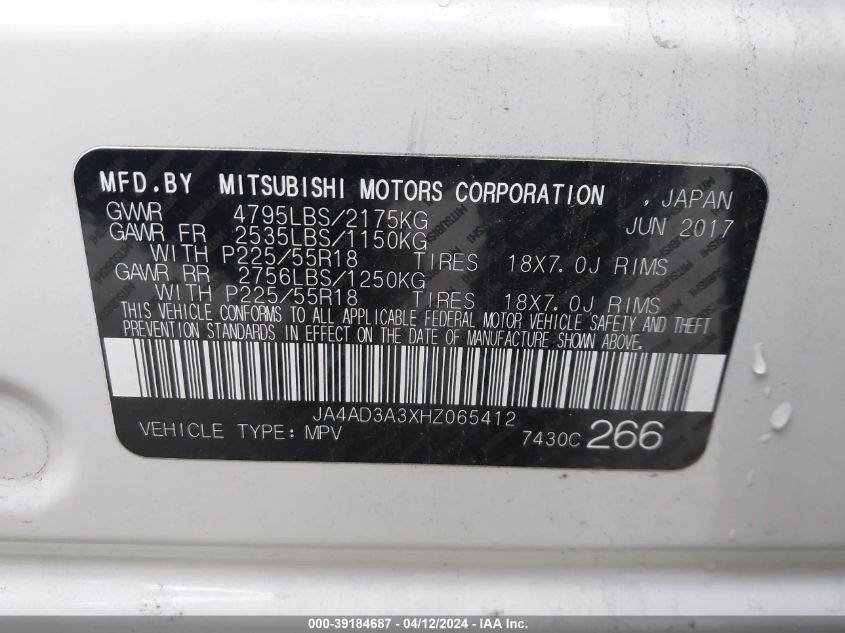 MFD.BY MITSUBISHI MOTORS CORPORATION , JAPAN
GVWR 4795LBS/2175KG JUN 2017
GAWR FR 2535LBS/1150KG
WITH P225/55R18 TIRES 18X7.0J RIMS
GAWR RR 2756LBS/1250KG
WITH P225/55R18 TIRES 18X7.0J RIMS
THIS VEHICLE CONFORMS TO ALL APPLICABLE FEDERAL MOTOR VEHICLE SAFETY AND THEFT
PREVENTION STANDARDS IN EFFECT ON THE DATE OF MANUFACTURE SHOWN ABOVE.
JA4AD3A3XHZ065412
VEHICLE TYPE: MPV 7430C 266
000-39184687 - 04/12/2024 - IAA Inc.